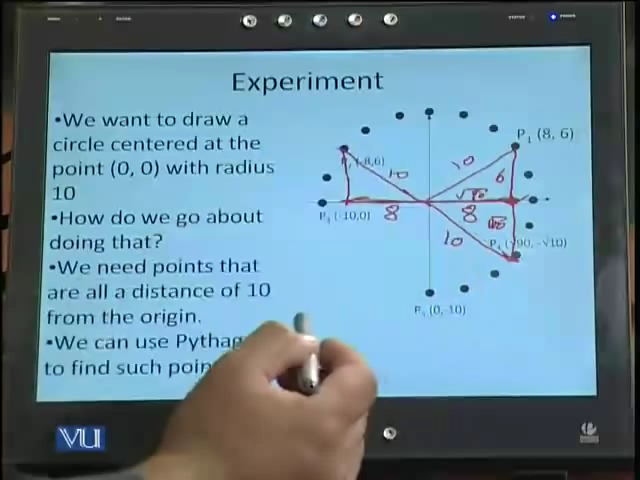 Experiment
•We want to draw a
circle centered at the
point (0, 0) with radius
10
•How do we go about
doing that?
•We need points that
are all a distance of 10
from the origin.
•We can use Pythag
to find such poin
P₁ (8, 6)
(-8,6)
10
10
6
√90
(-10,0)
8
8
10
(√90, -√10)
(0, -10)
VU
STATUS
POWER